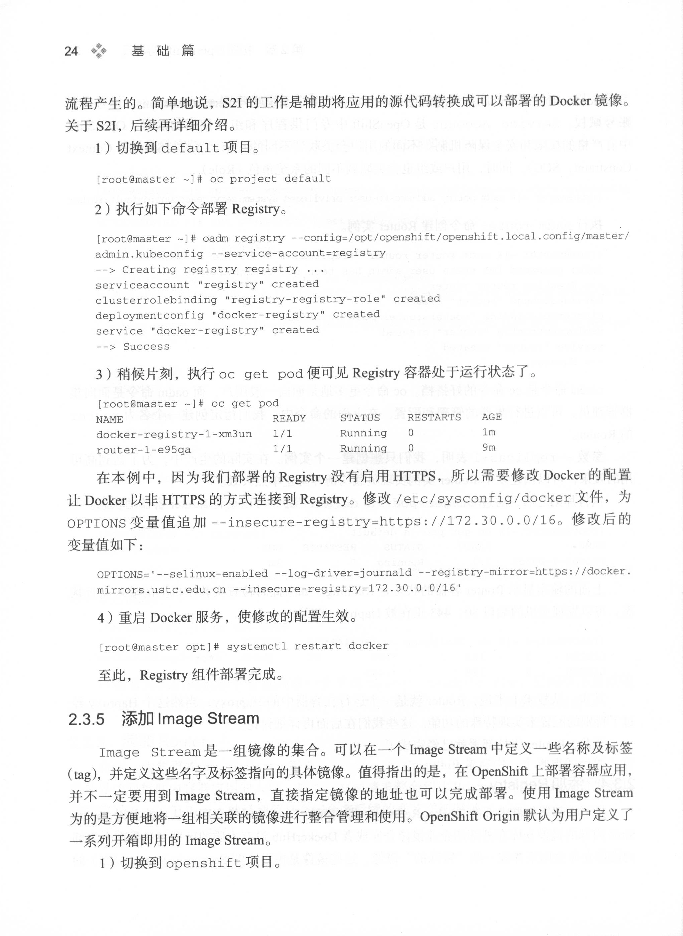 24 基 础 篇
流程产生的。简单地说，S2I 的工作是辅助将应用的源代码转换成可以部署的 Docker 镜像。
关于 S2I，后续再详细介绍。
1）切换到 default 项目。
[root@master ~]# oc project default
2）执行如下命令部署 Registry。
[root@master ~]# oadm registry --config=/opt/openshift/openshift.local.config/master/
admin.kubeconfig --service-account=registry
--> Creating registry registry ...
serviceaccount "registry" created
clusterrolebinding "registry-registry-role" created
deploymentconfig "docker-registry" created
service "docker-registry" created
--> Success
3）稍候片刻，执行 oc get pod 便可见 Registry 容器处于运行状态了。
[root@master ~]# oc get pod
NAME READY STATUS RESTARTS AGE
docker-registry-1-xm3un 1/1 Running 0 1m
router-1-e95qa 1/1 Running 0 9m
在本例中，因为我们部署的 Registry 没有启用 HTTPS，所以需要修改 Docker 的配置
让 Docker 以非 HTTPS 的方式连接到 Registry。修改 /etc/sysconfig/docker 文件，为
OPTIONS 变量值追加 --insecure-registry=https://172.30.0.0/16。修改后的
变量值如下：
OPTIONS='--selinux-enabled --log-driver=journald --registry-mirror=https://docker.
mirrors.ustc.edu.cn --insecure-registry=172.30.0.0/16'
4）重启 Docker 服务，使修改的配置生效。
[root@master opt]# systemctl restart docker
至此，Registry 组件部署完成。
2.3.5 添加 Image Stream
Image Stream 是一组镜像的集合。可以在一个 Image Stream 中定义一些名称及标签
（tag），并定义这些名字及标签指向的具体镜像。值得指出的是，在 OpenShift 上部署容器应用，
并不一定要用到 Image Stream，直接指定镜像的地址也可以完成部署。使用 Image Stream
为的是方便地将一组相关联的镜像进行整合管理和使用。OpenShift Origin 默认为用户定义了
一系列开箱即用的 Image Stream。
1）切换到 openshift 项目。